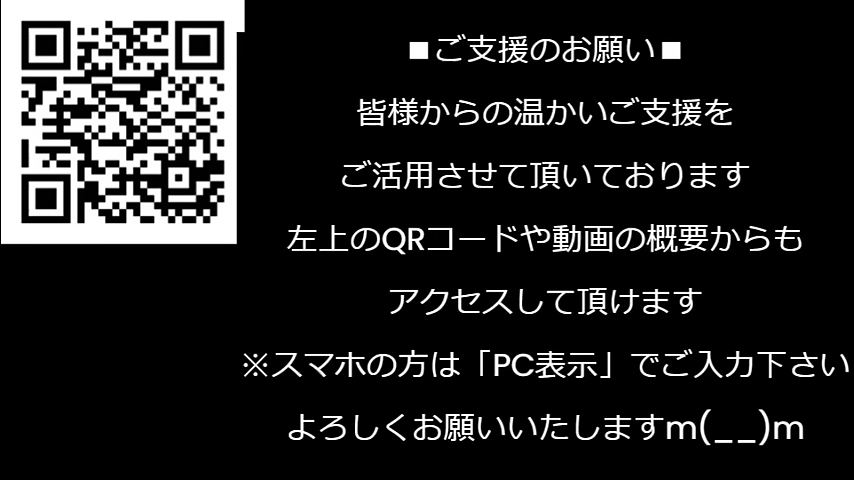 ■ご支援のお願い■
皆様からの温かいご支援を
ご活用させて頂いております
左上のQRコードや動画の概要からも
アクセスして頂けます
※スマホの方は「PC表示」でご入力下さい
よろしくお願いいたしますm(__)m